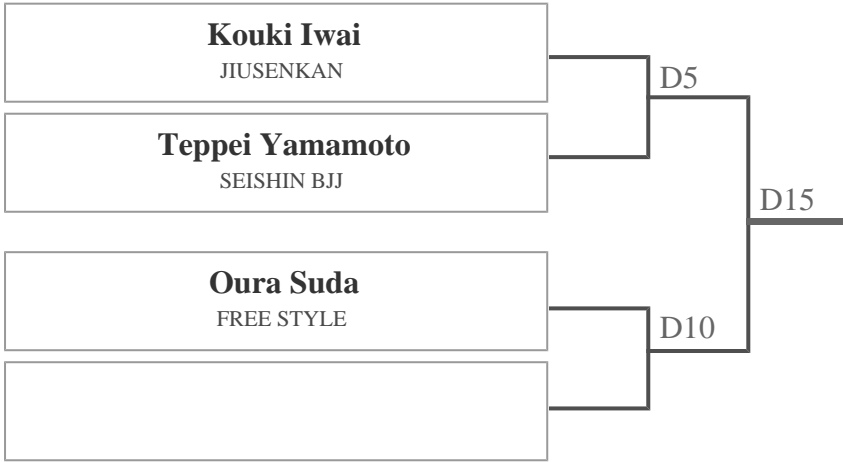 Kouki Iwai
JIUSENKAN
D5
Teppei Yamamoto
SEISHIN BJJ
D15
Oura Suda
FREE STYLE
D10